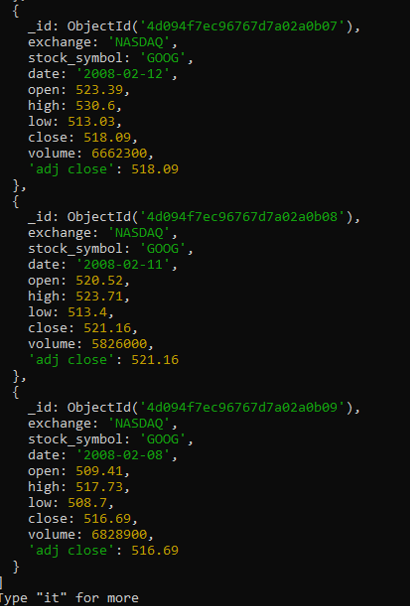 },
{
_id: ObjectId('4d094f7ec96767d7a02a0b07'),
exchange: 'NASDAQ',
stock_symbol: 'GOOG',
date: '2008-02-12',
open: 523.39,
high: 530.6,
low: 513.03,
close: 518.09,
volume: 6662300,
'adj close': 518.09
},
{
_id: ObjectId('4d094f7ec96767d7a02a0b08'),
exchange: 'NASDAQ',
stock_symbol: 'GOOG',
date: '2008-02-11',
open: 520.52,
high: 523.71,
low: 513.4,
close: 521.16,
volume: 5826000,
'adj close': 521.16
},
{
_id: ObjectId('4d094f7ec96767d7a02a0b09'),
exchange: 'NASDAQ',
stock_symbol: 'GOOG',
date: '2008-02-08',
open: 509.41,
high: 517.73,
low: 508.7,
close: 516.69,
volume: 6828900,
'adj close': 516.69
}
]
Type "it" for more